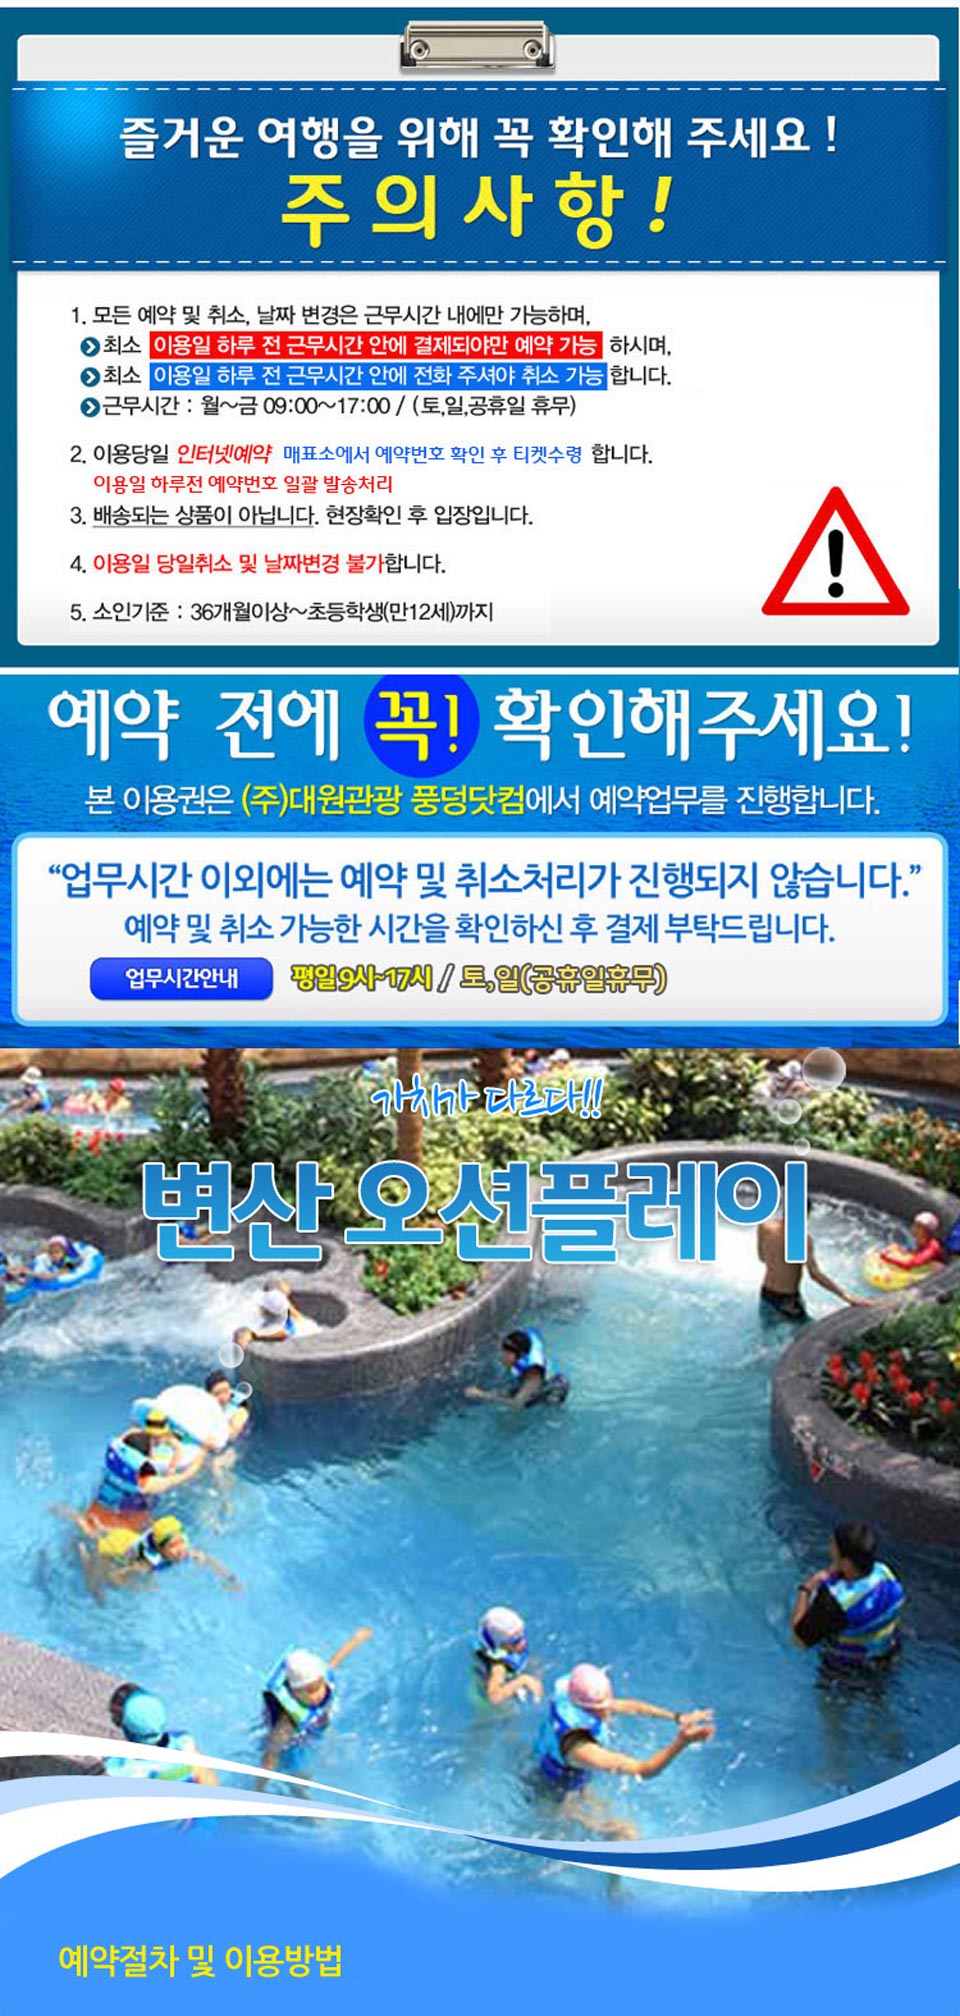 즐거운 여행을 위해 꼭 확인해 주세요 !
주의사항!
1. 모든 예약 및 취소, 날짜 변경은 근무시간 내에만 가능하며,
최소 이용일 하루 전 근무시간 안에 결제되야만 예약 가능 하시며,
최소 이용일 하루 전 근무시간 안에 전화 주셔야 취소 가능 합니다.
근무시간 : 월~금 09:00~17:00 / (토,일,공휴일 휴무)
2. 이용당일 인터넷예약 매표소에서 예약번호 확인 후 티켓수령 합니다.
이용일 하루전 예약번호 일괄 발송처리
3. 배송되는 상품이 아닙니다. 현장확인 후 입장입니다.
4. 이용일 당일취소 및 날짜변경 불가합니다.
5. 소인기준 : 36개월이상~초등학생(만12세)까지
예약 전에 꼭! 확인해주세요!
본 이용권은 (주)대원관광 풍덩닷컴에서 예약업무를 진행합니다.
“업무시간 이외에는 예약 및 취소처리가 진행되지 않습니다.”
예약 및 취소 가능한 시간을 확인하신 후 결제 부탁드립니다.
업무시간안내 평일9시~17시 / 토,일(공휴일휴무)
가치가 다르다!!
변산 오션플레이
예약절차 및 이용방법